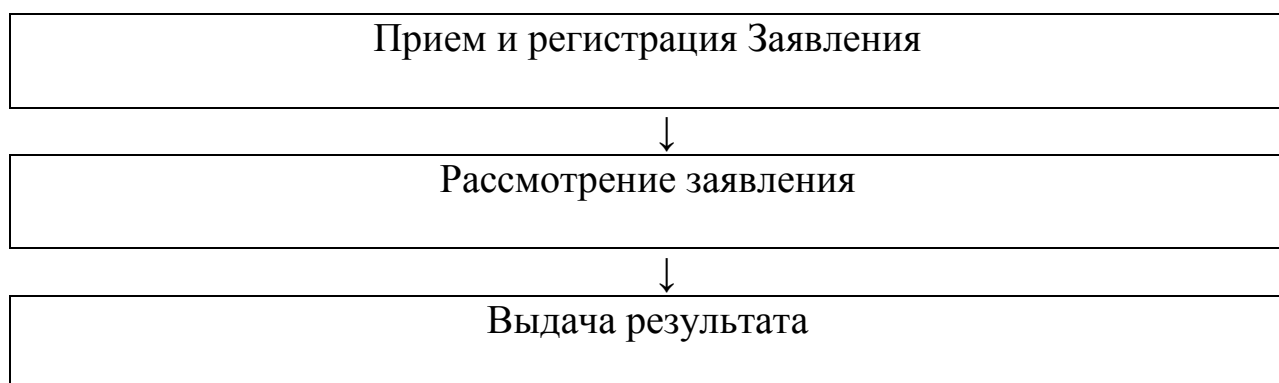 Прием и регистрация Заявления
↓
Рассмотрение заявления
↓
Выдача результата